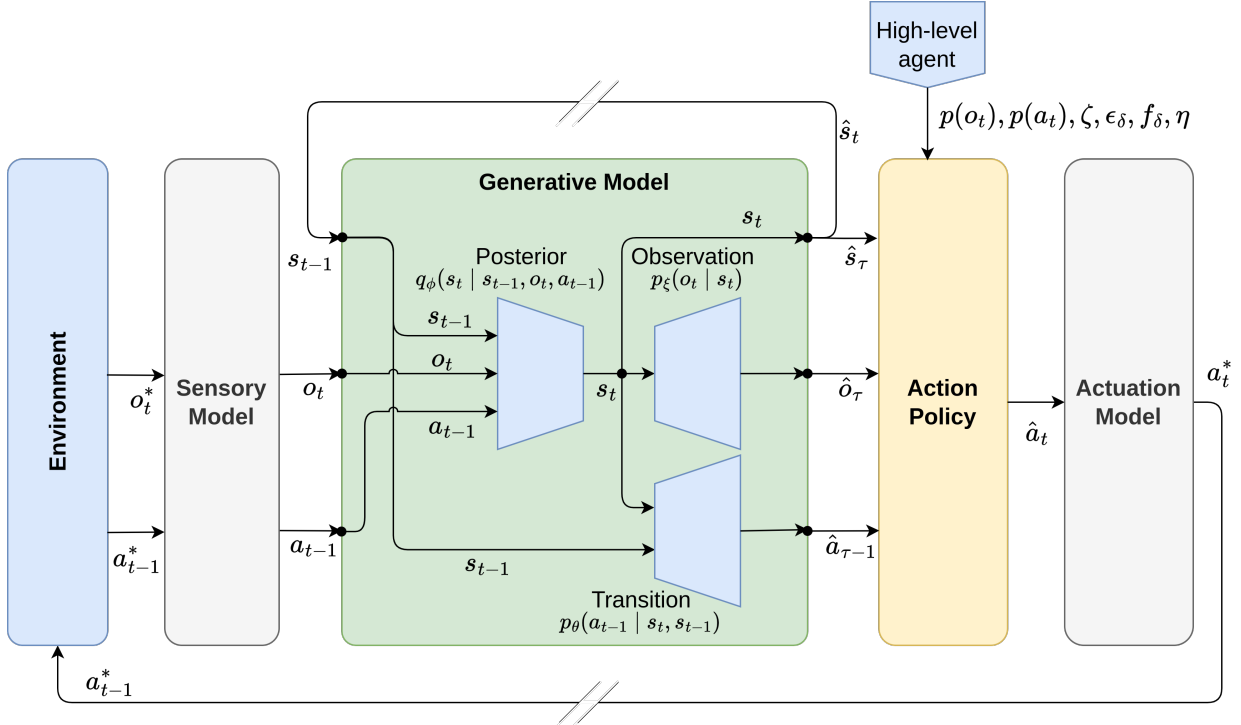 High-level
agent
p(o_t), p(a_t), ζ, ϵ_δ, f_δ, η
ŝ_t
Generative Model
s_t
s_{t−1}
ŝ_τ
Posterior
q_ϕ(s_t | s_{t−1}, o_t, a_{t−1})
Observation
p_ξ(o_t | s_t)
s_{t−1}
Environment
o*_t
Sensory
Model
o_t
o_t
s_t
ô_τ
Action
Policy
â_t
Actuation
Model
a*_t
a_{t−1}
a*_{t−1}
a_{t−1}
s_{t−1}
â_{τ−1}
Transition
p_θ(a_{t−1} | s_t, s_{t−1})
a*_{t−1}